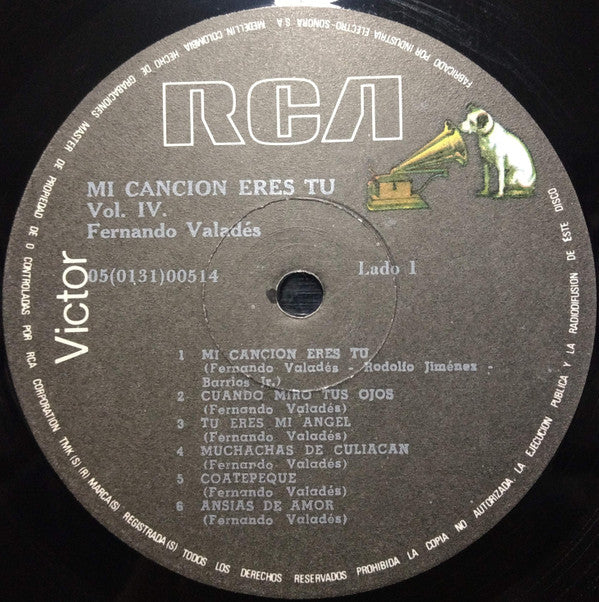 RCA
MI CANCION ERES TU
Vol. IV.
Fernando Valadés
05(0131)00514
Lado 1
Victor
1 MI CANCION ERES TU
(Fernando Valadés - Rodolfo Jiménez -
Barrios Jr.)
2 CUANDO MIRO TUS OJOS
(Fernando Valadés)
3 TU ERES MI ANGEL
(Fernando Valadés)
4 MUCHACHAS DE CULIACAN
(Fernando Valadés)
5 COATEPEQUE
(Fernando Valadés)
6 ANSIAS DE AMOR
(Fernando Valadés)
FABRICADO POR INDUSTRIA ELECTRO-SONORA S A MEDELLIN COLOMBIA HECHO DE GRABACIONES MASTER DE PROPIEDAD DE O CONTROLADAS POR RCA CORPORATION TMK(S) (R) MARCA(S) REGISTRADA(S) TODOS LOS DERECHOS RESERVADOS PROHIBIDA LA COPIA NO AUTORIZADA, LA EJECUCION PUBLICA Y LA RADIODIFUSION DE ESTE DISCO